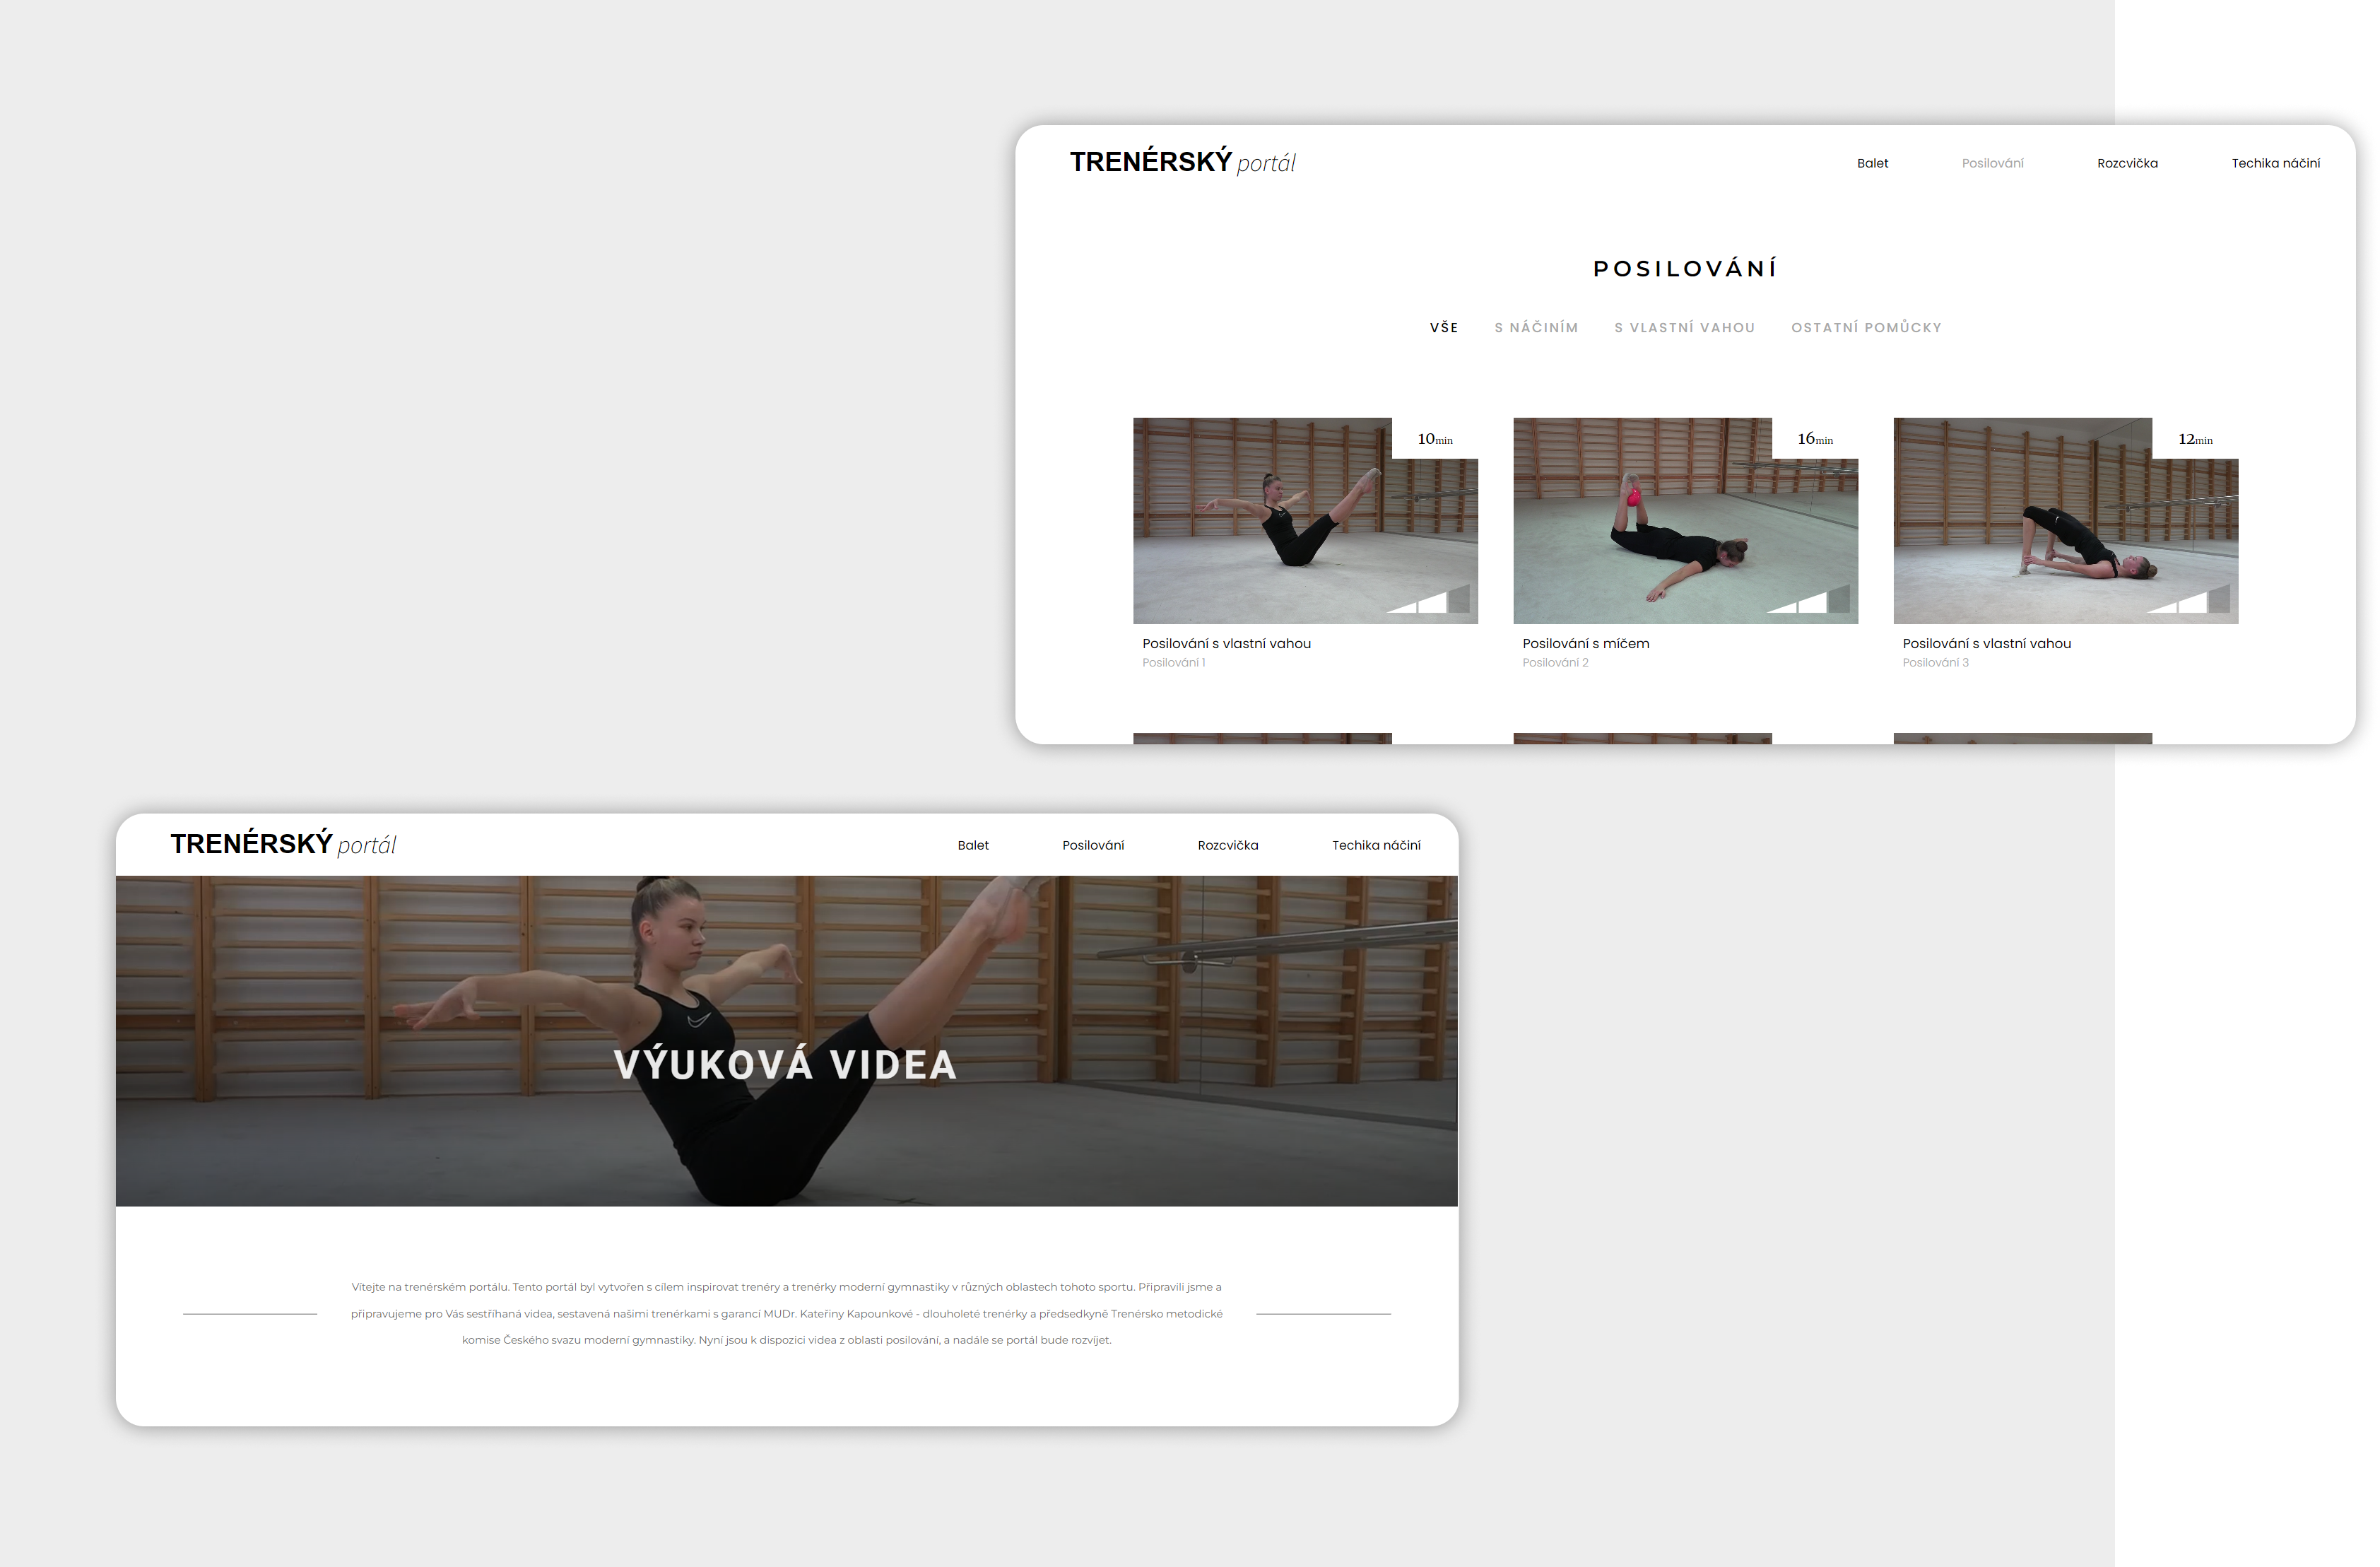 TRENÉRSKÝ portál
Balet Posilování Rozcvička Techika náčiní
POSILOVÁNÍ
VŠE S NÁČINÍM S VLASTNÍ VAHOU OSTATNÍ POMŮCKY
10min 16min 12min
Posilování s vlastní vahou Posilování s míčem Posilování s vlastní vahou
Posilování 1 Posilování 2 Posilování 3
TRENÉRSKÝ portál
Balet Posilování Rozcvička Techika náčiní
VÝUKOVÁ VIDEA
Vítejte na trenérském portálu. Tento portál byl vytvořen s cílem inspirovat trenéry a trenérky moderní gymnastiky v různých oblastech tohoto sportu. Připravili jsme a
připravujeme pro Vás sestříhaná videa, sestavená našimi trenérkami s garancí MUDr. Kateřiny Kapounkové - dlouholeté trenérky a předsedkyně Trenérsko metodické
komise Českého svazu moderní gymnastiky. Nyní jsou k dispozici videa z oblasti posilování, a nadále se portál bude rozvíjet.